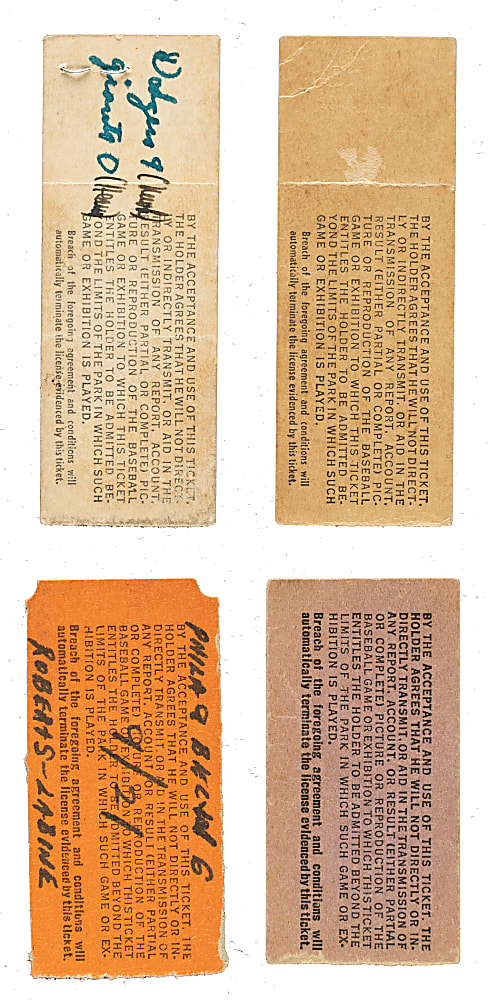 Dodgers 9 (Newk)
Giants 0 (Hearn)
BY THE ACCEPTANCE AND USE OF THIS TICKET,
THE HOLDER AGREES THAT HE WILL NOT DIRECT-
LY OR INDIRECTLY TRANSMIT, OR AID IN THE
TRANSMISSION OF ANY REPORT, ACCOUNT,
RESULT (EITHER PARTIAL OR COMPLETE) PIC-
TURE OR REPRODUCTION OF THE BASEBALL
GAME OR EXHIBITION TO WHICH THIS TICKET
ENTITLES THE HOLDER TO BE ADMITTED BE-
YOND THE LIMITS OF THE PARK IN WHICH SUCH
GAME OR EXHIBITION IS PLAYED.
Breach of the foregoing agreement and conditions will
automatically terminate the license evidenced by this ticket.
BY THE ACCEPTANCE AND USE OF THIS TICKET,
THE HOLDER AGREES THAT HE WILL NOT DIRECT-
LY OR INDIRECTLY TRANSMIT, OR AID IN THE
TRANSMISSION OF ANY REPORT, ACCOUNT,
RESULT (EITHER PARTIAL OR COMPLETE) PIC-
TURE OR REPRODUCTION OF THE BASEBALL
GAME OR EXHIBITION TO WHICH THIS TICKET
ENTITLES THE HOLDER TO BE ADMITTED BE-
YOND THE LIMITS OF THE PARK IN WHICH SUCH
GAME OR EXHIBITION IS PLAYED.
Breach of the foregoing agreement and conditions will
automatically terminate the license evidenced by this ticket.
PHILA 9 BKLYN 6
BY THE ACCEPTANCE AND USE OF THIS TICKET, THE
HOLDER AGREES THAT HE WILL NOT DIRECTLY OR IN-
DIRECTLY TRANSMIT, OR AID IN THE TRANSMISSION OF
ANY REPORT, ACCOUNT OR RESULT (EITHER PARTIAL
OR COMPLETE) PICTURE OR REPRODUCTION OF THE
BASEBALL GAME OR EXHIBITION TO WHICH THIS TICKET
ENTITLES THE HOLDER TO BE ADMITTED BEYOND THE
LIMITS OF THE PARK IN WHICH SUCH GAME OR EX-
HIBITION IS PLAYED.
Breach of the foregoing agreement and conditions will
automatically terminate the license evidenced by this ticket.
ROBERTS-LABINE
BY THE ACCEPTANCE AND USE OF THIS TICKET, THE
HOLDER AGREES THAT HE WILL NOT DIRECTLY OR IN-
DIRECTLY TRANSMIT, OR AID IN THE TRANSMISSION OF
ANY REPORT, ACCOUNT OR RESULT (EITHER PARTIAL
OR COMPLETE) PICTURE OR REPRODUCTION OF THE
BASEBALL GAME OR EXHIBITION TO WHICH THIS TICKET
ENTITLES THE HOLDER TO BE ADMITTED BEYOND THE
LIMITS OF THE PARK IN WHICH SUCH GAME OR EX-
HIBITION IS PLAYED.
Breach of the foregoing agreement and conditions will
automatically terminate the license evidenced by this ticket.